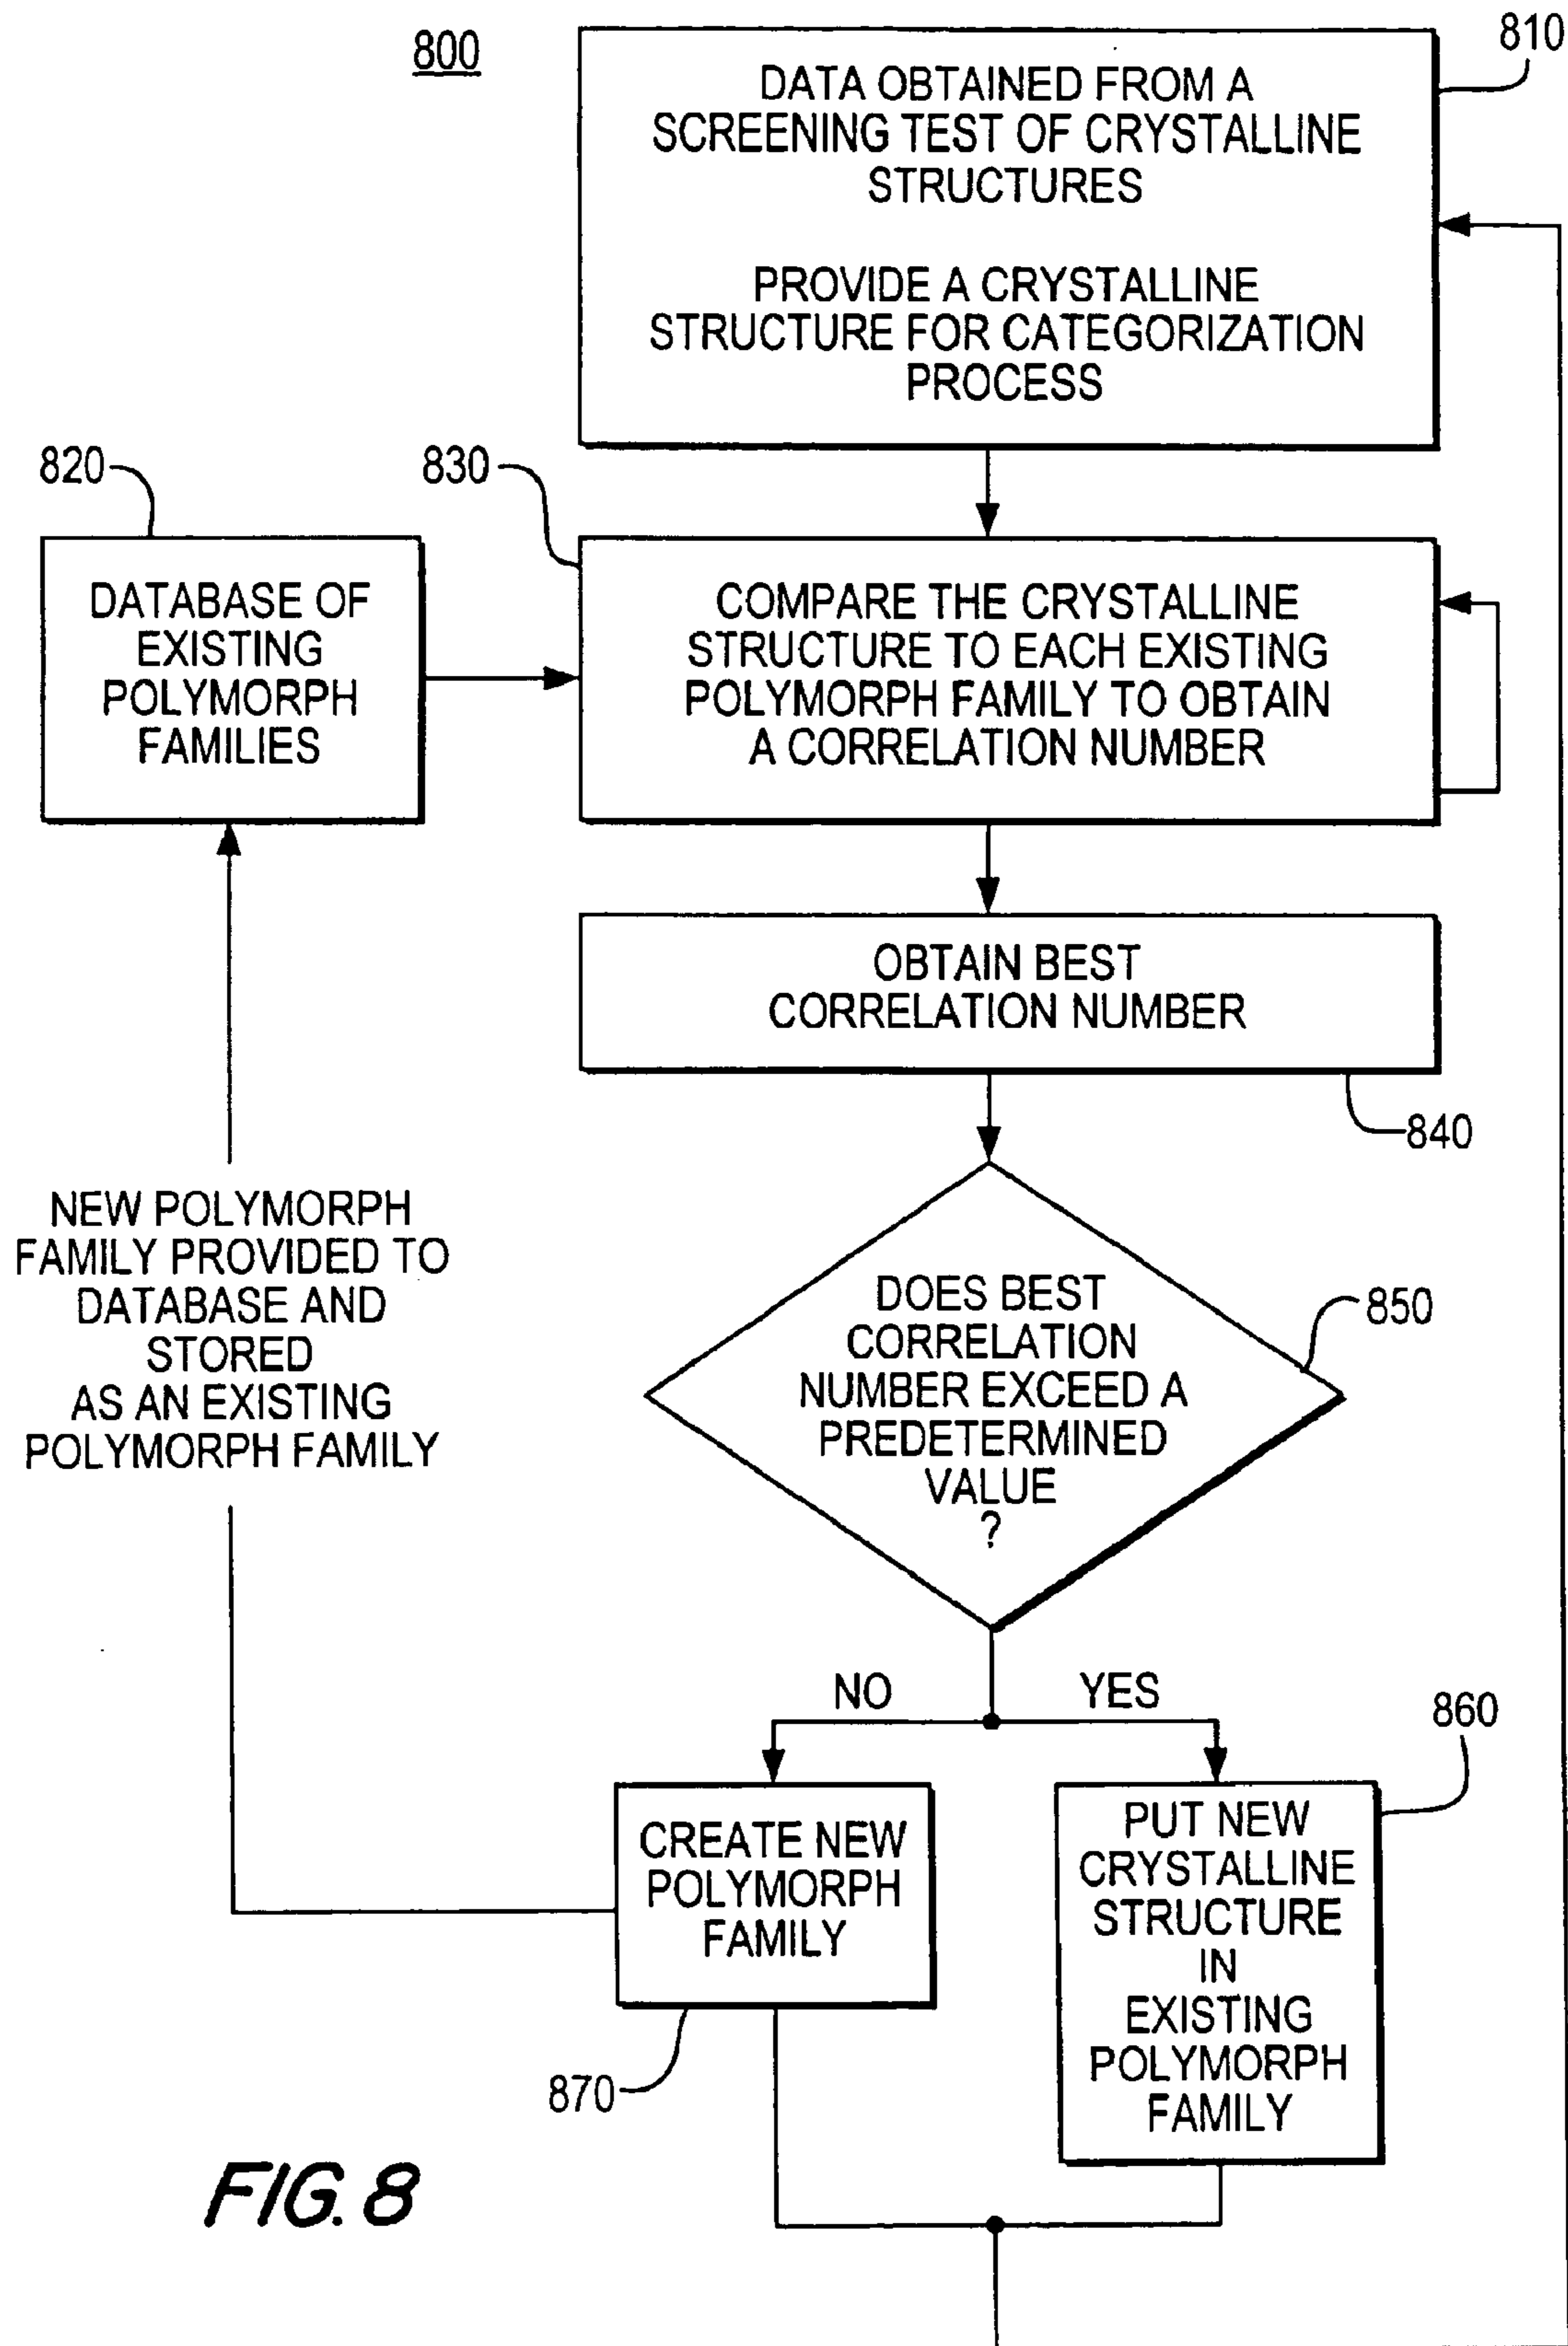 800
810
DATA OBTAINED FROM A
SCREENING TEST OF CRYSTALLINE
STRUCTURES
PROVIDE A CRYSTALLINE
STRUCTURE FOR CATEGORIZATION
PROCESS
820
830
DATABASE OF
EXISTING
POLYMORPH
FAMILIES
COMPARE THE CRYSTALLINE
STRUCTURE TO EACH EXISTING
POLYMORPH FAMILY TO OBTAIN
A CORRELATION NUMBER
OBTAIN BEST
CORRELATION NUMBER
840
NEW POLYMORPH
FAMILY PROVIDED TO
DATABASE AND
STORED
AS AN EXISTING
POLYMORPH FAMILY
DOES BEST
CORRELATION
NUMBER EXCEED A
PREDETERMINED
VALUE
?
850
NO
YES
860
CREATE NEW
POLYMORPH
FAMILY
PUT NEW
CRYSTALLINE
STRUCTURE
IN
EXISTING
POLYMORPH
FAMILY
870
FIG. 8